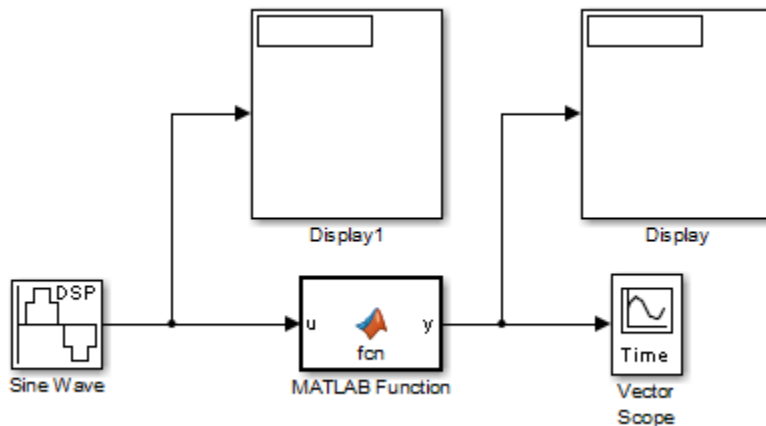 Display1
Display
DSP
Sine Wave
u
fcn
y
MATLAB Function
Time
Vector
Scope